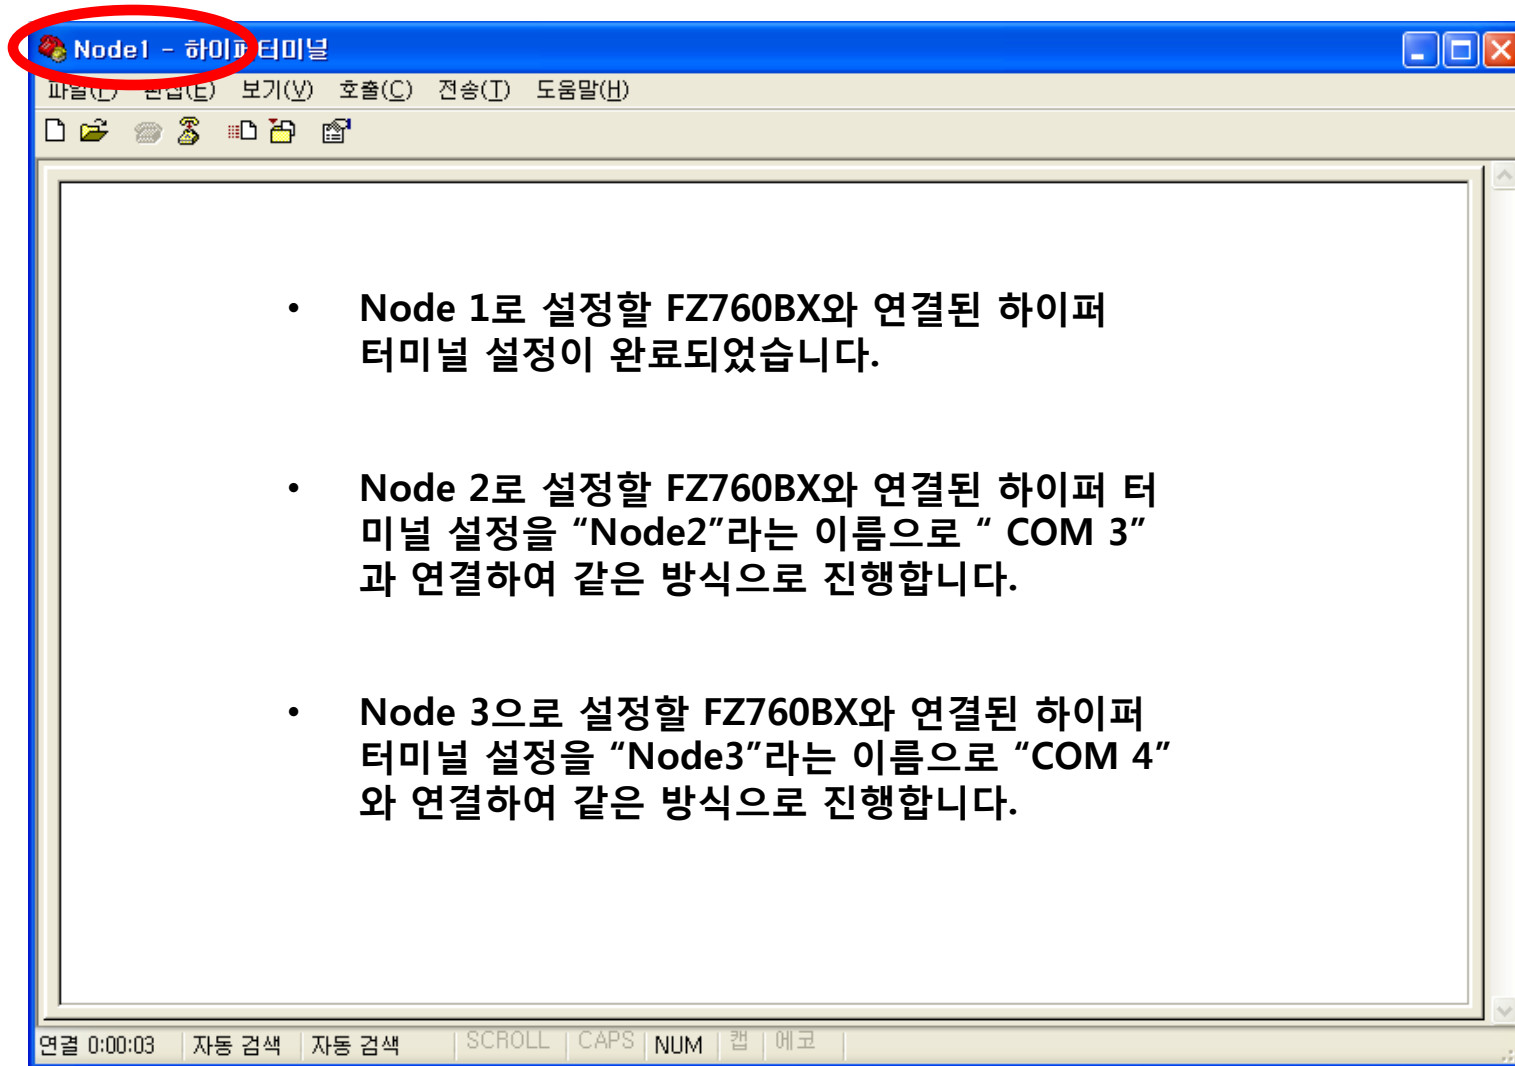 Node1 - 하이퍼터미널
파일(F) 편집(E) 보기(V) 호출(C) 전송(T) 도움말(H)
• Node 1로 설정할 FZ760BX와 연결된 하이퍼
터미널 설정이 완료되었습니다.
• Node 2로 설정할 FZ760BX와 연결된 하이퍼 터
미널 설정을 “Node2”라는 이름으로 “ COM 3”
과 연결하여 같은 방식으로 진행합니다.
• Node 3으로 설정할 FZ760BX와 연결된 하이퍼
터미널 설정을 “Node3”라는 이름으로 “COM 4”
와 연결하여 같은 방식으로 진행합니다.
연결 0:00:03 자동 검색 자동 검색 SCROLL CAPS NUM 캡 에코